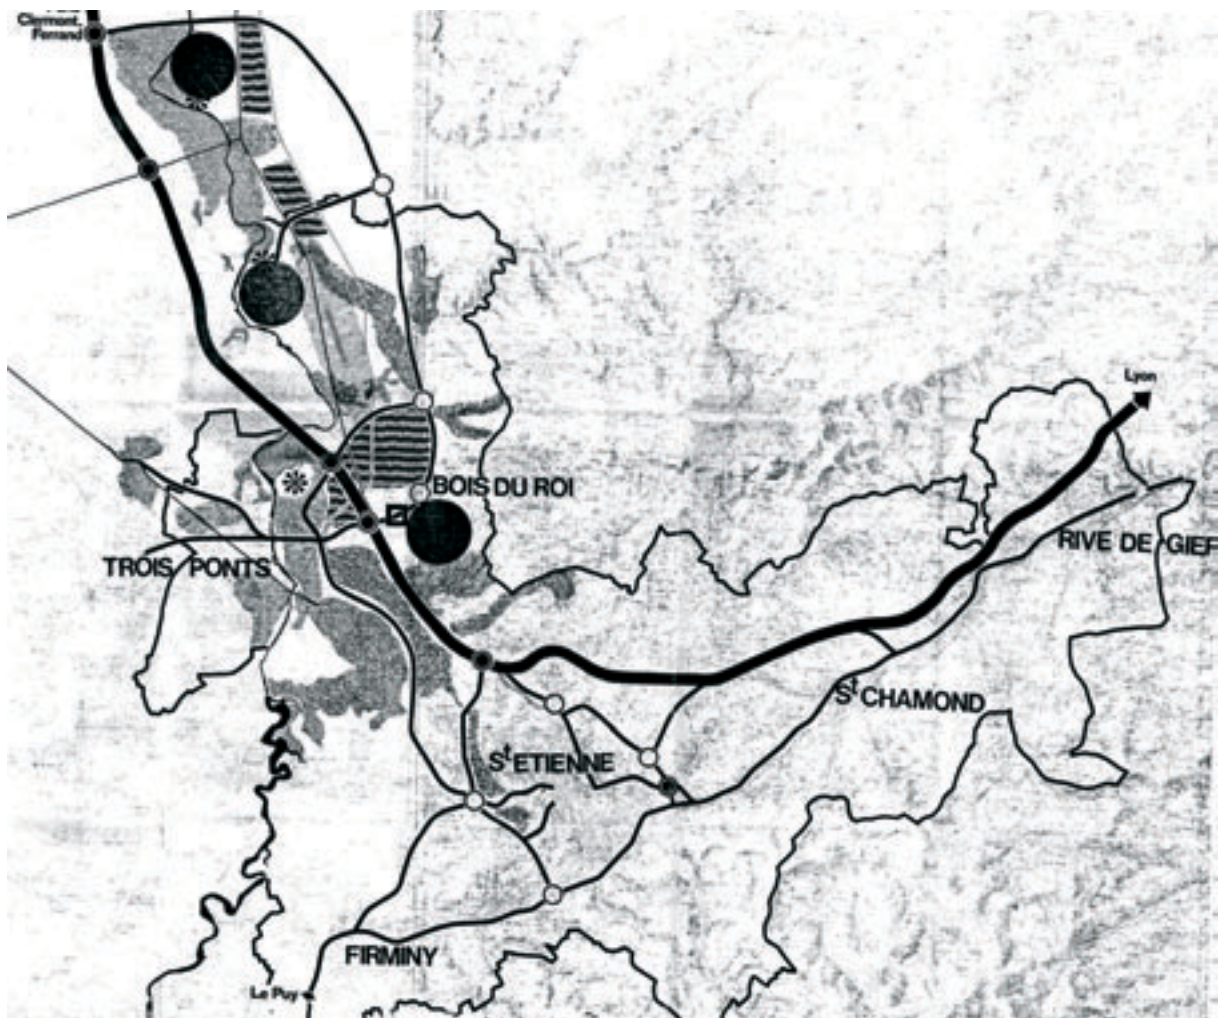 Clermont.
Ferrand
Lyon
BOIS DU ROI
RIVE DE GIEF
TROIS PONTS
St CHAMOND
St ETIENNE
FIRMINY
Le Puy